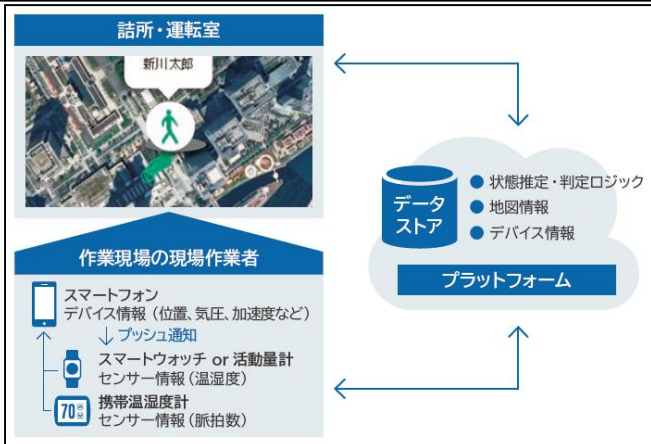 詰所・運転室
新川太郎
データ
ストア
● 状態推定・判定ロジック
● 地図情報
● デバイス情報
プラットフォーム
作業現場の現場作業者
スマートフォン
デバイス情報（位置、気圧、加速度など）
プッシュ通知
スマートウォッチ or 活動量計
センサー情報（温湿度）
70
携帯温湿度計
センサー情報（脈拍数）